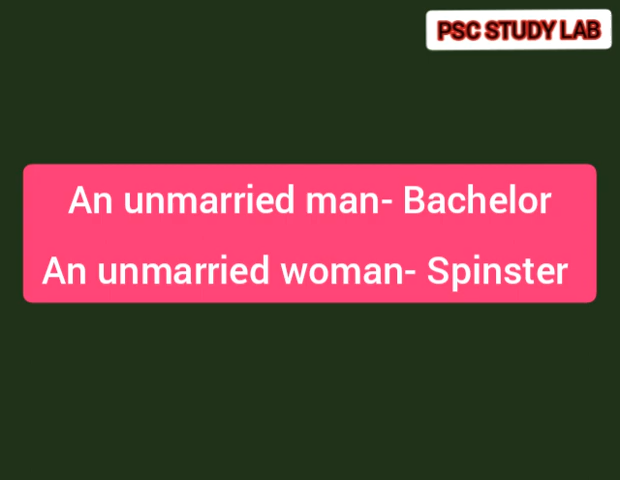 PSC STUDY LAB
An unmarried man- Bachelor
An unmarried woman- Spinster